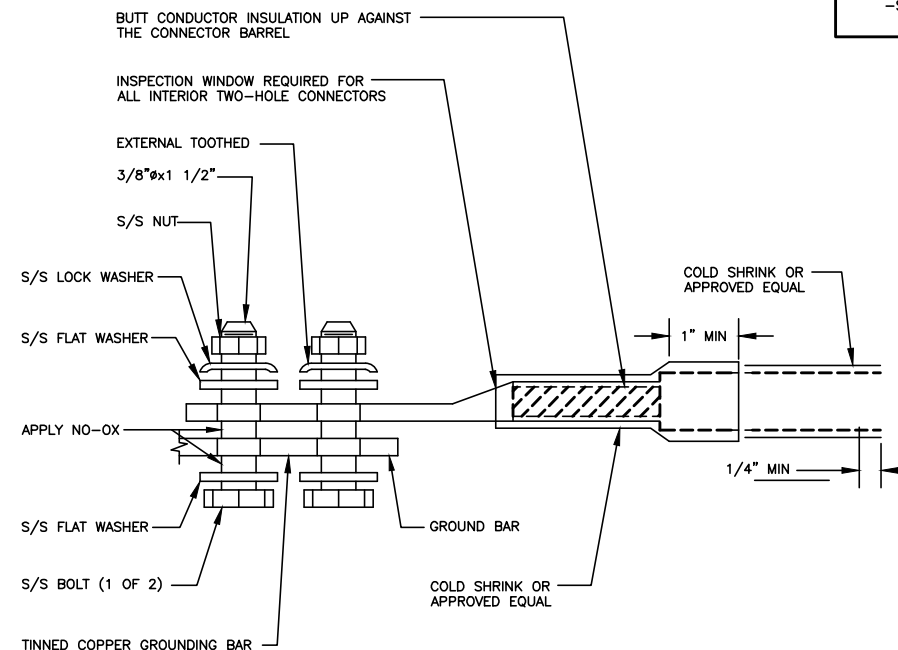 -S
BUTT CONDUCTOR INSULATION UP AGAINST
THE CONNECTOR BARREL
INSPECTION WINDOW REQUIRED FOR
ALL INTERIOR TWO-HOLE CONNECTORS
EXTERNAL TOOTHED
3/8"øx1 1/2"
S/S NUT
S/S LOCK WASHER
COLD SHRINK OR
APPROVED EQUAL
S/S FLAT WASHER
1" MIN
APPLY NO-OX
1/4" MIN
S/S FLAT WASHER
GROUND BAR
S/S BOLT (1 OF 2)
COLD SHRINK OR
APPROVED EQUAL
TINNED COPPER GROUNDING BAR